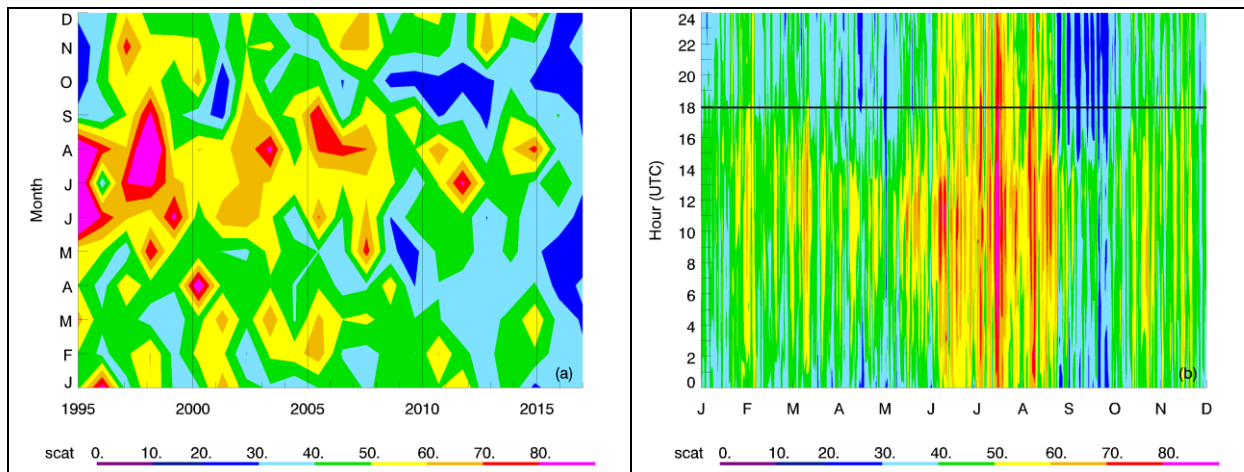 D
N
O
S
A
J
J
M
A
M
F
J
Month
1995 2000 2005 2010 2015
(a)
scat 0. 10. 20. 30. 40. 50. 60. 70. 80.
24
22
20
18
16
14
12
10
8
6
4
2
0
Hour (UTC)
J F M A M J J A S O N D
(b)
scat 0. 10. 20. 30. 40. 50. 60. 70. 80.